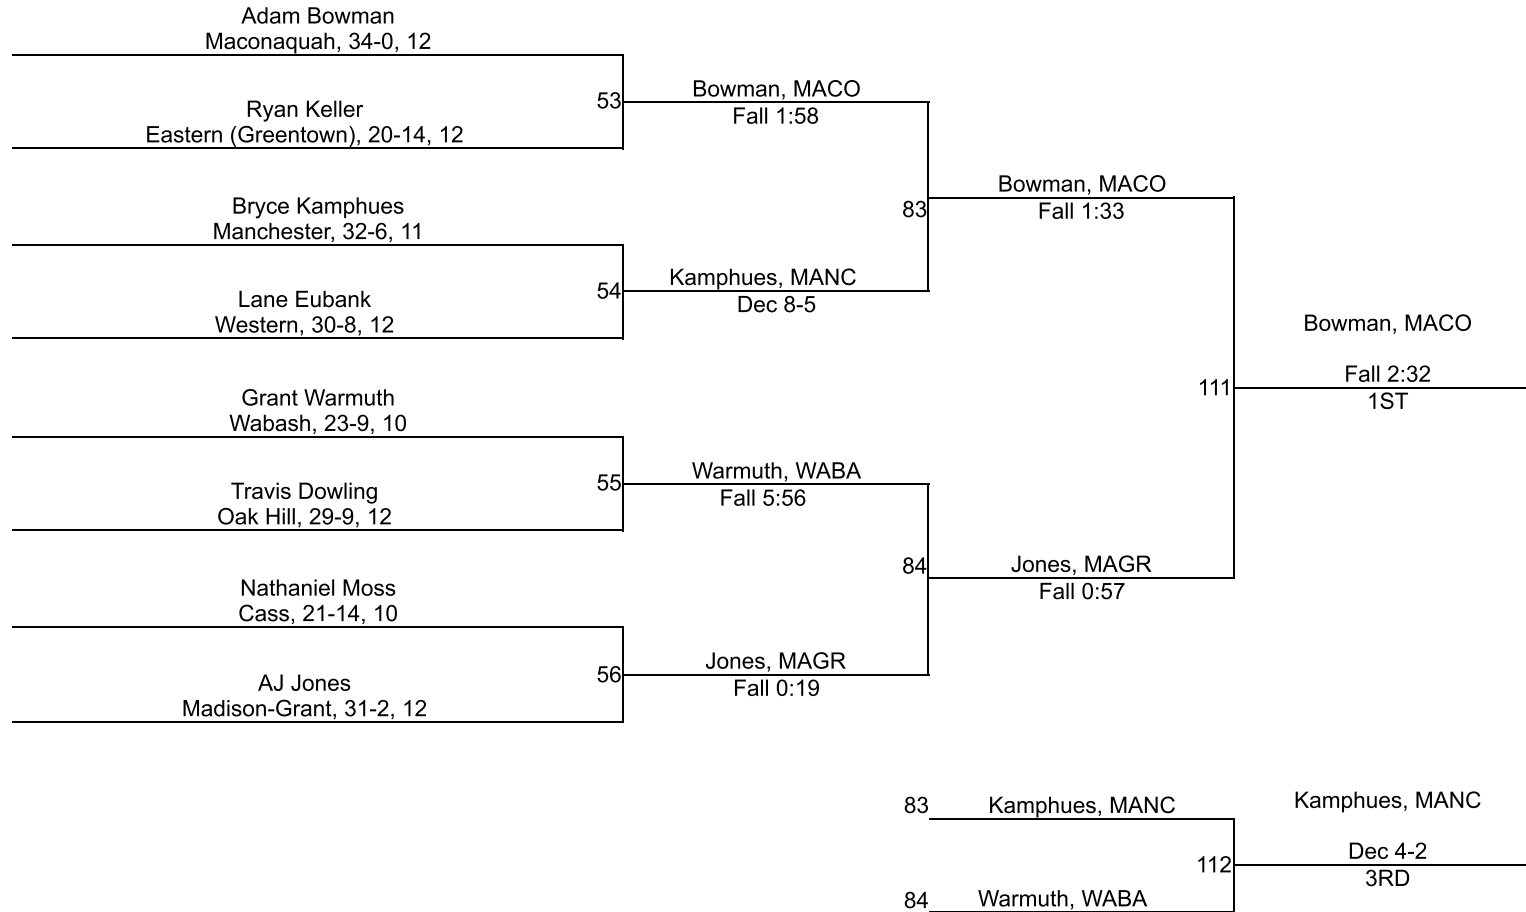 Adam Bowman
Maconaquah, 34-0, 12
Ryan Keller
Eastern (Greentown), 20-14, 12
53
Bowman, MACO
Fall 1:58
Bryce Kamphues
Manchester, 32-6, 11
Lane Eubank
Western, 30-8, 12
54
Kamphues, MANC
Dec 8-5
83
Bowman, MACO
Fall 1:33
Grant Warmuth
Wabash, 23-9, 10
Travis Dowling
Oak Hill, 29-9, 12
55
Warmuth, WABA
Fall 5:56
Nathaniel Moss
Cass, 21-14, 10
AJ Jones
Madison-Grant, 31-2, 12
56
Jones, MAGR
Fall 0:19
84
Jones, MAGR
Fall 0:57
111
Bowman, MACO
Fall 2:32
1ST
83
Kamphues, MANC
84
Warmuth, WABA
112
Kamphues, MANC
Dec 4-2
3RD